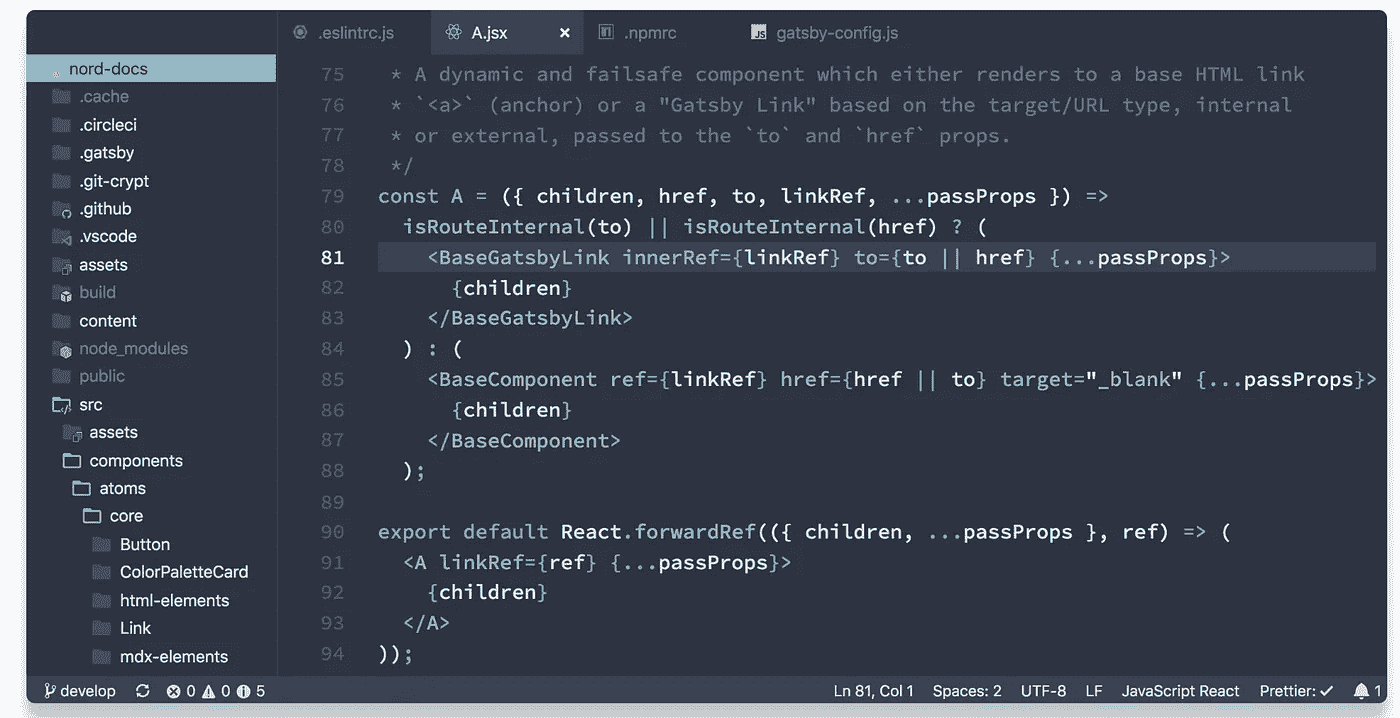 .eslintrc.js A.jsx × .npmrc JS gatsby-config.js
nord-docs
.cache
.circleci
.gatsby
.git-crypt
.github
.vscode
assets
build
content
node_modules
public
src
assets
components
atoms
core
Button
ColorPaletteCard
html-elements
Link
mdx-elements
75 * A dynamic and failsafe component which either renders to a base HTML link
76 * `<a>` (anchor) or a "Gatsby Link" based on the target/URL type, internal
77 * or external, passed to the `to` and `href` props.
78 */
79 const A = ({ children, href, to, linkRef, ...passProps }) =>
80 isRouteInternal(to) || isRouteInternal(href) ? (
81 <BaseGatsbyLink innerRef={linkRef} to={to || href} {...passProps}>
82 {children}
83 </BaseGatsbyLink>
84 ) : (
85 <BaseComponent ref={linkRef} href={href || to} target="_blank" {...passProps}>
86 {children}
87 </BaseComponent>
88 );
89
90 export default React.forwardRef(({ children, ...passProps }, ref) => (
91 <A linkRef={ref} {...passProps}>
92 {children}
93 </A>
94 ));
develop 0 0 5 Ln 81, Col 1 Spaces: 2 UTF-8 LF JavaScript React Prettier: ✓ 1